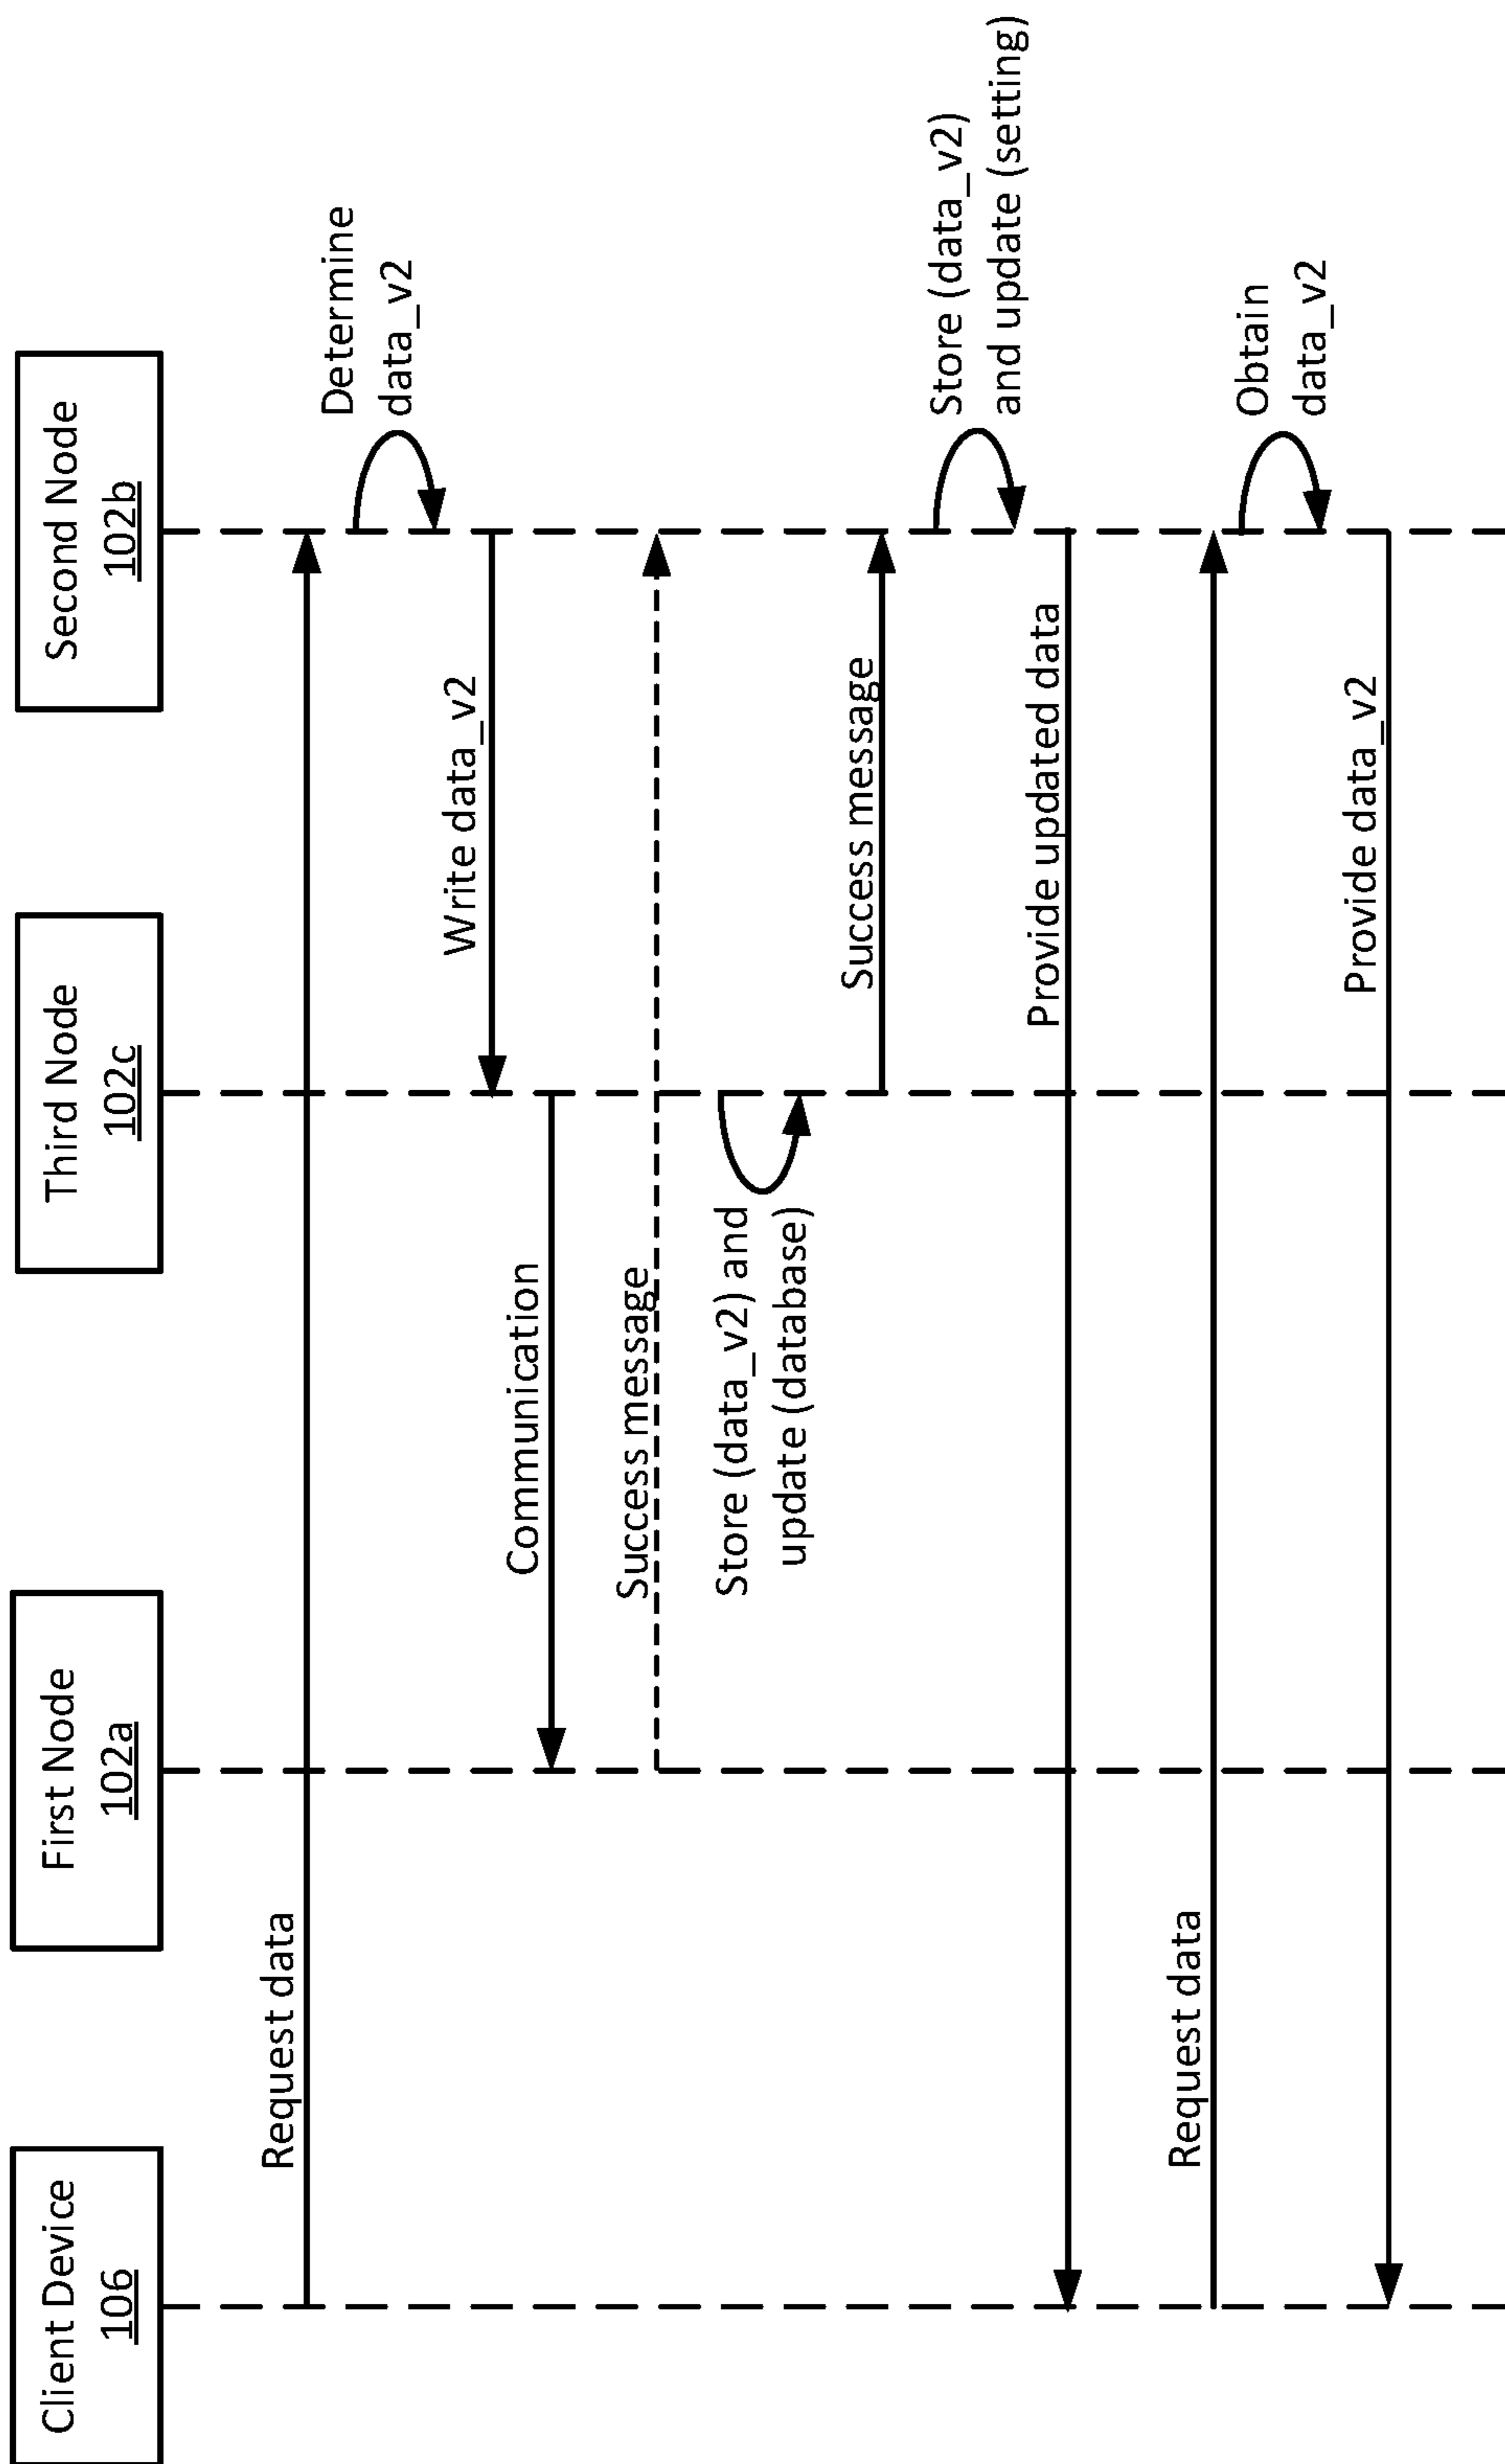 Client Device
106
First Node
102a
Third Node
102c
Second Node
102b
Request data
Determine
data_v2
Write data_v2
Communication
Success message
Store (data_v2) and
update (database)
Success message
Store (data_v2)
and update (setting)
Provide updated data
Request data
Obtain
data_v2
Provide data_v2